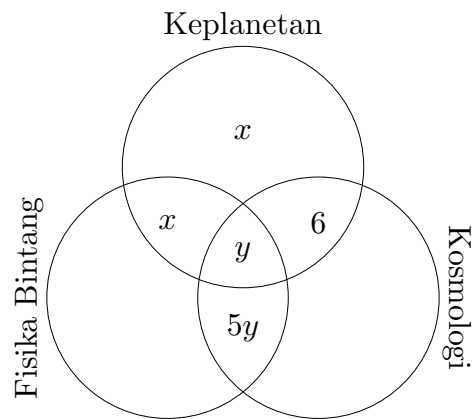 Keplanetan
x
x
6
y
5y
Fisika Bintang
Kosmologi